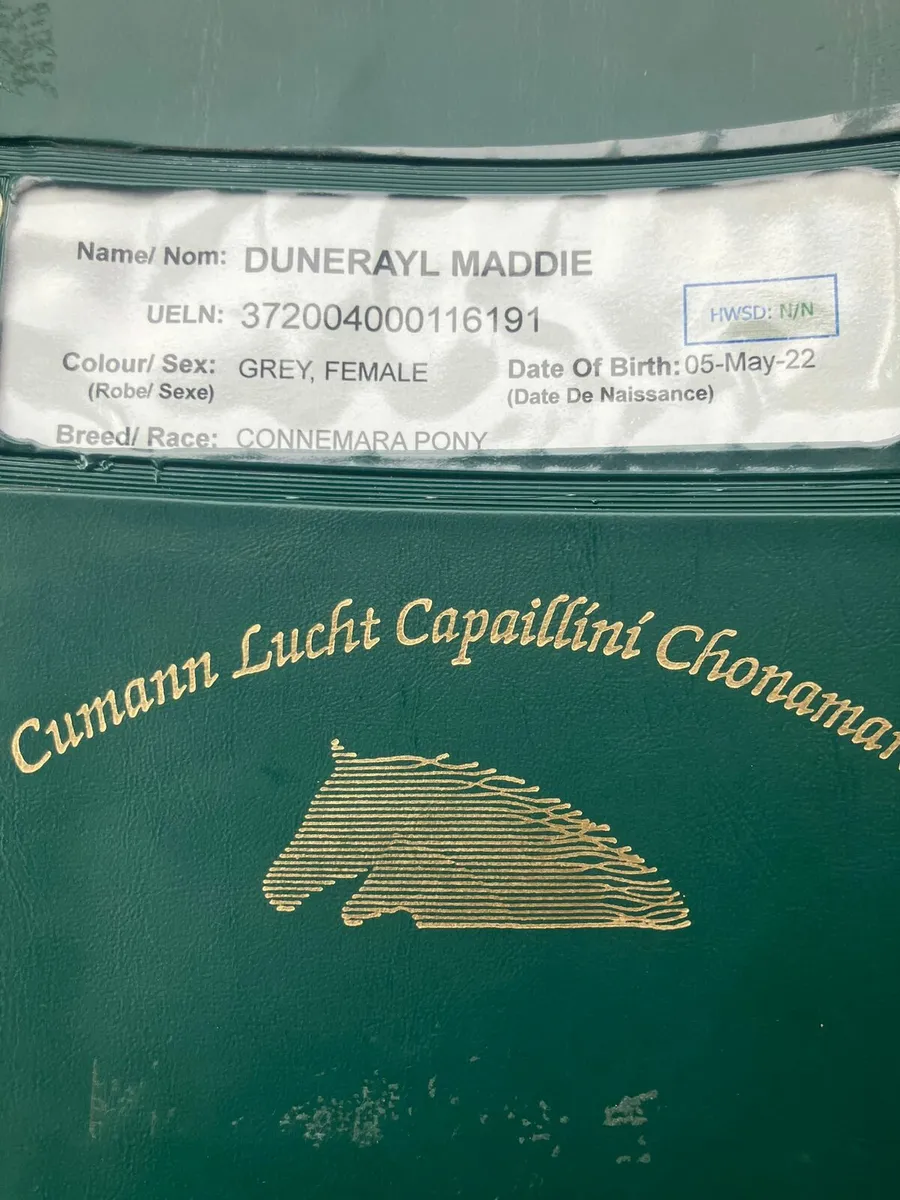 Name/ Nom: DUNERAYL MADDIE
UELN: 372004000116191
HWSD: N/N
Colour/ Sex: GREY, FEMALE Date Of Birth: 05-May-22
(Robe/ Sexe) (Date De Naissance)
Breed/ Race: CONNEMARA PONY
Cumann Lucht Capaillíní Chonamar